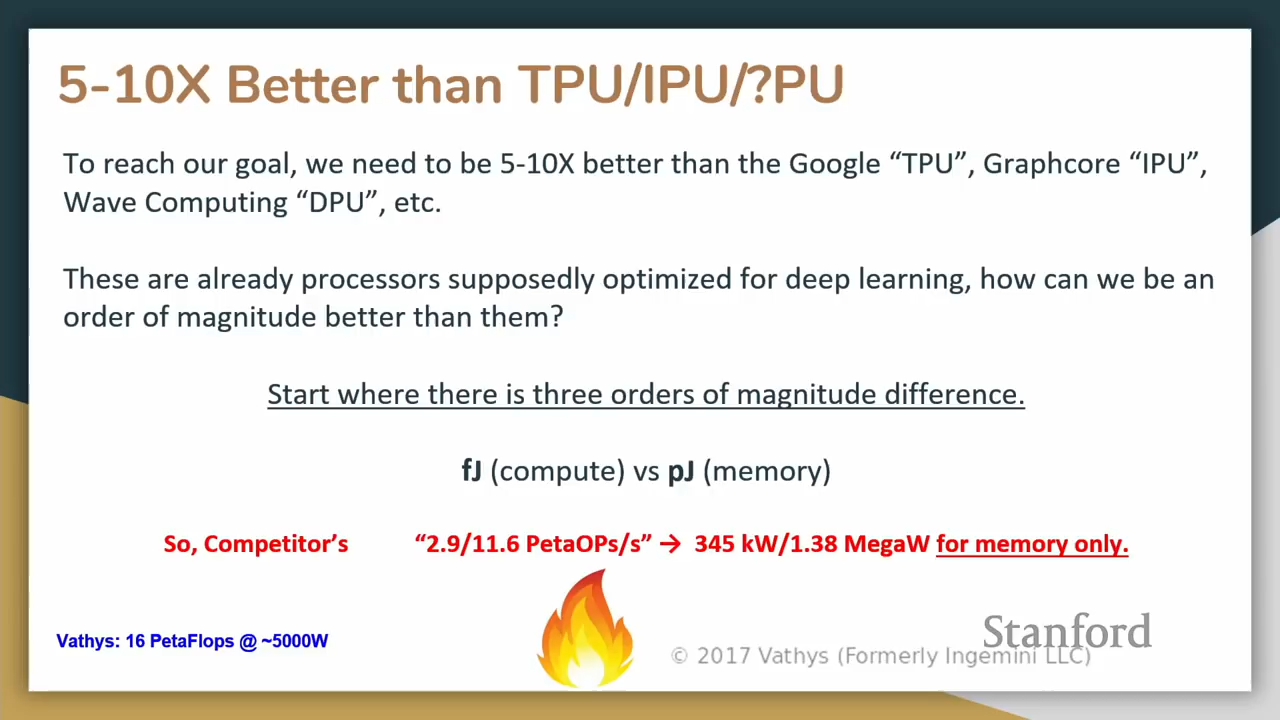 5-10X Better than TPU/IPU/?PU
To reach our goal, we need to be 5-10X better than the Google “TPU”, Graphcore “IPU”,
Wave Computing “DPU”, etc.
These are already processors supposedly optimized for deep learning, how can we be an
order of magnitude better than them?
Start where there is three orders of magnitude difference.
fJ (compute) vs pJ (memory)
So, Competitor’s “2.9/11.6 PetaOPs/s” → 345 kW/1.38 MegaW for memory only.
Vathys: 16 PetaFlops @ ~5000W
Stanford
© 2017 Vathys (Formerly Ingemini LLC)